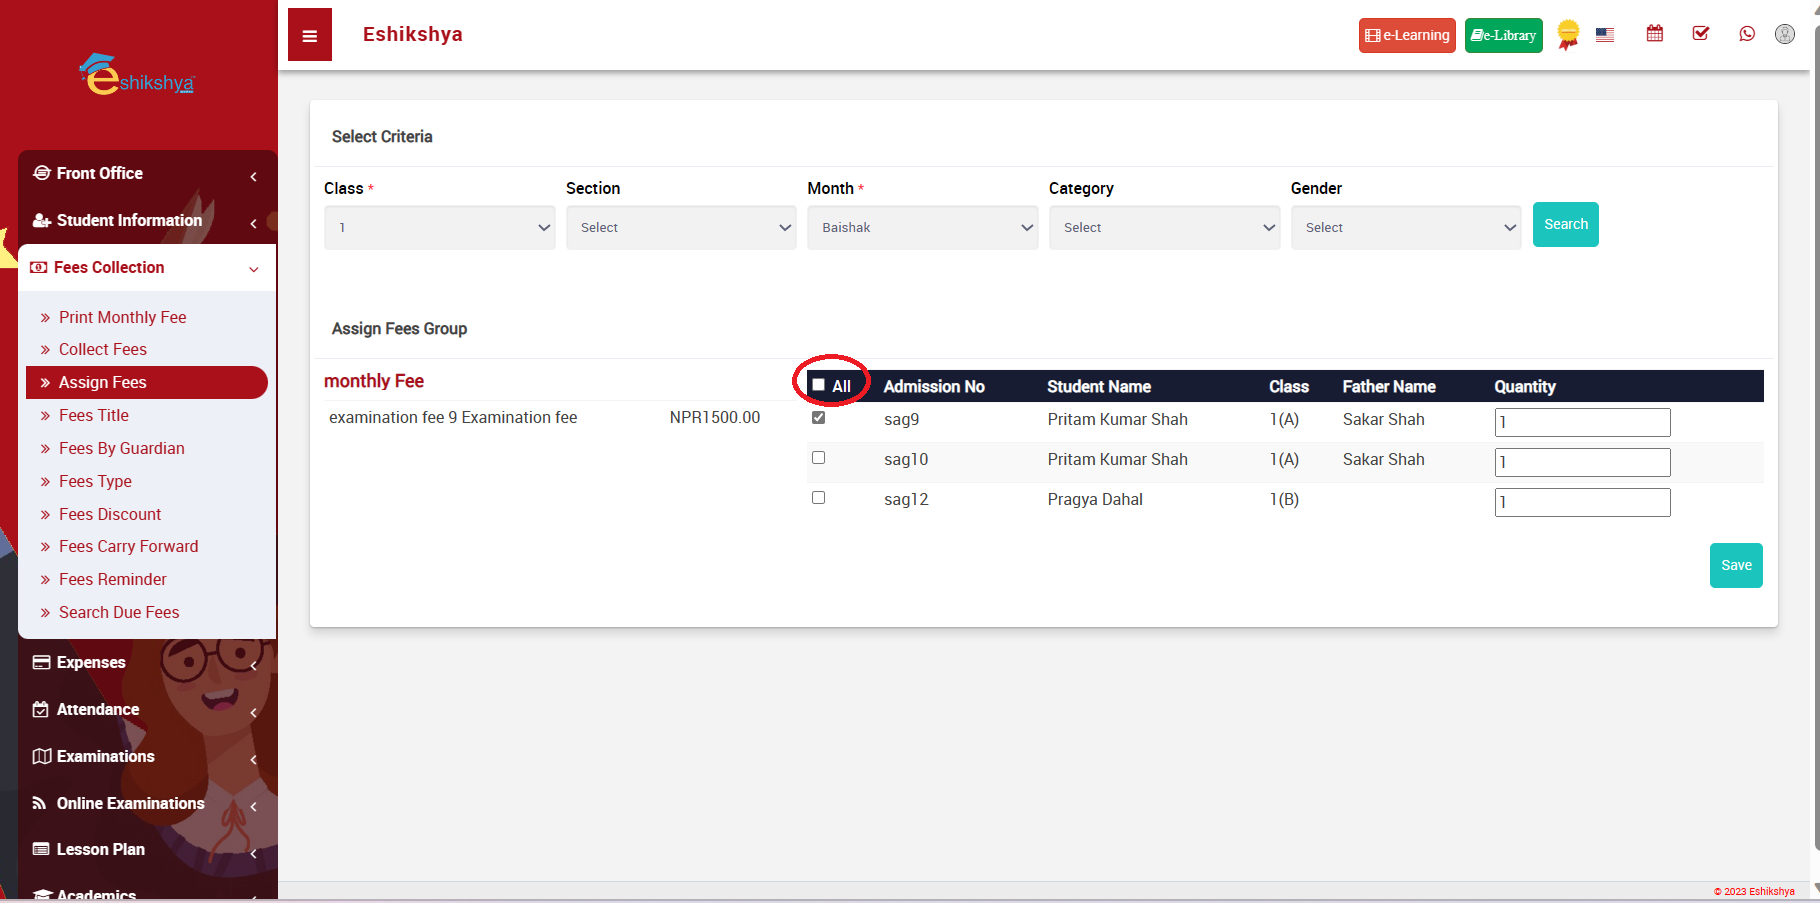 eshikshya
Front Office
Student Information
Fees Collection
Print Monthly Fee
Collect Fees
Assign Fees
Fees Title
Fees By Guardian
Fees Type
Fees Discount
Fees Carry Forward
Fees Reminder
Search Due Fees
Expenses
Attendance
Examinations
Online Examinations
Lesson Plan
Academics
Eshikshya
e-Learning e-Library
Select Criteria
Class * Section Month * Category Gender
1 Select Baishak Select Select Search
Assign Fees Group
monthly Fee
examination fee 9 Examination fee NPR1500.00
All Admission No Student Name Class Father Name Quantity
sag9 Pritam Kumar Shah 1(A) Sakar Shah 1
sag10 Pritam Kumar Shah 1(A) Sakar Shah 1
sag12 Pragya Dahal 1(B) 1
Save
© 2023 Eshikshya